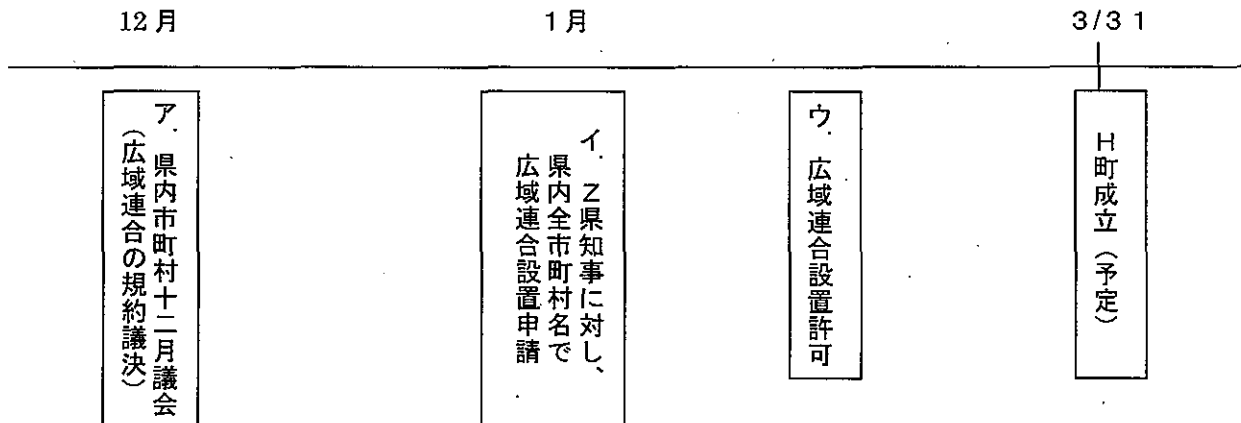 12月
1月
3/31
ア．県内市町村十二月議会
（広域連合の規約議決）
イ．Z県知事に対し、
県内全市町村名で
広域連合設置申請
ウ．広域連合設置許可
H町成立（予定）